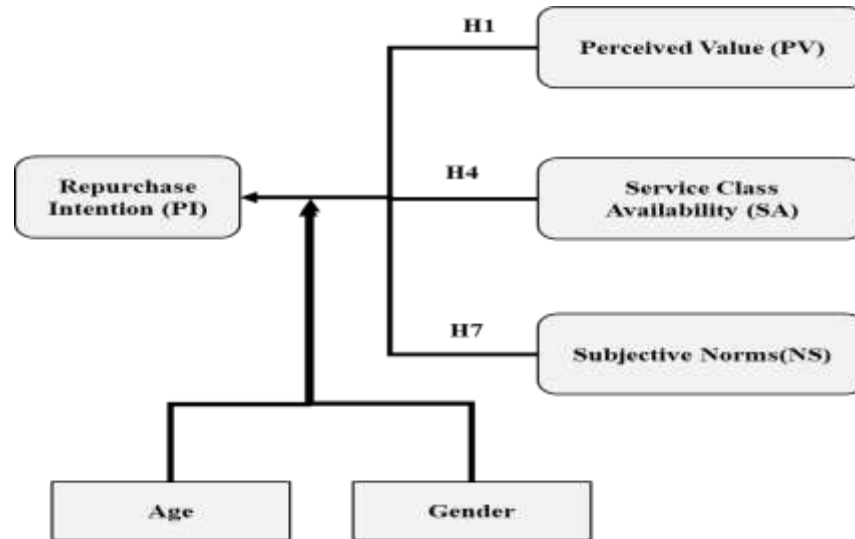 H1
Perceived Value (PV)
H4
Repurchase
Intention (PI)
Service Class
Availability (SA)
H7
Subjective Norms(NS)
Age
Gender